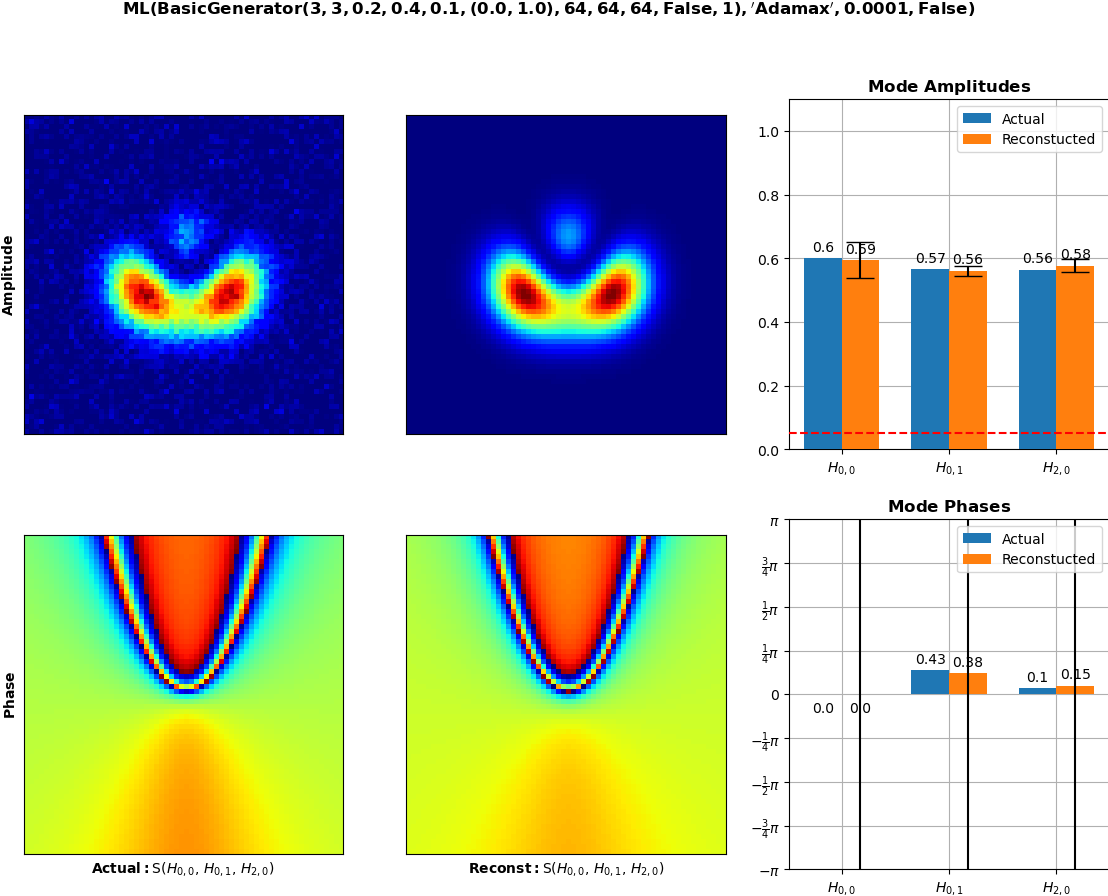 ML(BasicGenerator(3, 3, 0.2, 0.4, 0.1, (0.0, 1.0), 64, 64, 64, False, 1), ′Adamax′, 0.0001, False)
Amplitude
Mode Amplitudes
Actual
Reconstucted
1.0
0.8
0.6
0.4
0.2
0.0
0.6 0.59 0.57 0.56 0.56 0.58
H0,0 H0,1 H2,0
Phase
Actual: S(H0,0, H0,1, H2,0)
Reconst: S(H0,0, H0,1, H2,0)
Mode Phases
Actual
Reconstucted
π
3/4π
1/2π
1/4π
0
−1/4π
−1/2π
−3/4π
−π
0.0 0.0 0.43 0.38 0.1 0.15
H0,0 H0,1 H2,0